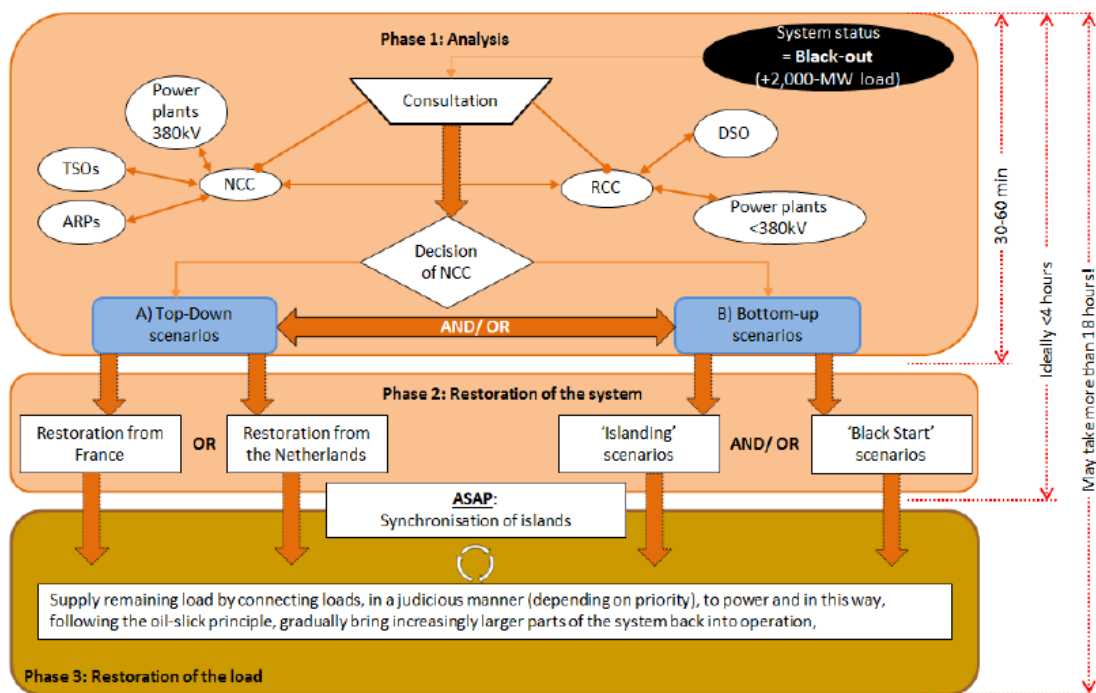 Phase 1: Analysis
System status
= Black-out
(+2,000-MW load)
Consultation
Power
plants
380kV
TSOs
ARPs
NCC
RCC
DSO
Power plants
<380kV
Decision
of NCC
A) Top-Down
scenarios
AND/ OR
B) Bottom-up
scenarios
Phase 2: Restoration of the system
Restoration from
France
OR
Restoration from
the Netherlands
'Islanding'
scenarios
AND/ OR
'Black Start'
scenarios
ASAP:
Synchronisation of islands
Supply remaining load by connecting loads, in a judicious manner (depending on priority), to power and in this way,
following the oil-slick principle, gradually bring increasingly larger parts of the system back into operation,
Phase 3: Restoration of the load
30-60 min
Ideally <4 hours
May take more than 18 hours!